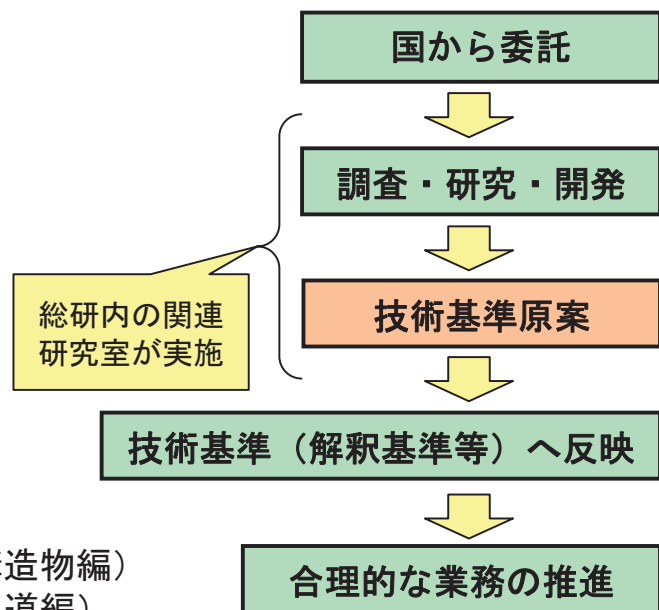 国から委託
調査・研究・開発
技術基準原案
総研内の関連
研究室が実施
技術基準（解釈基準等）へ反映
造物編）
合理的な業務の推進
道編）